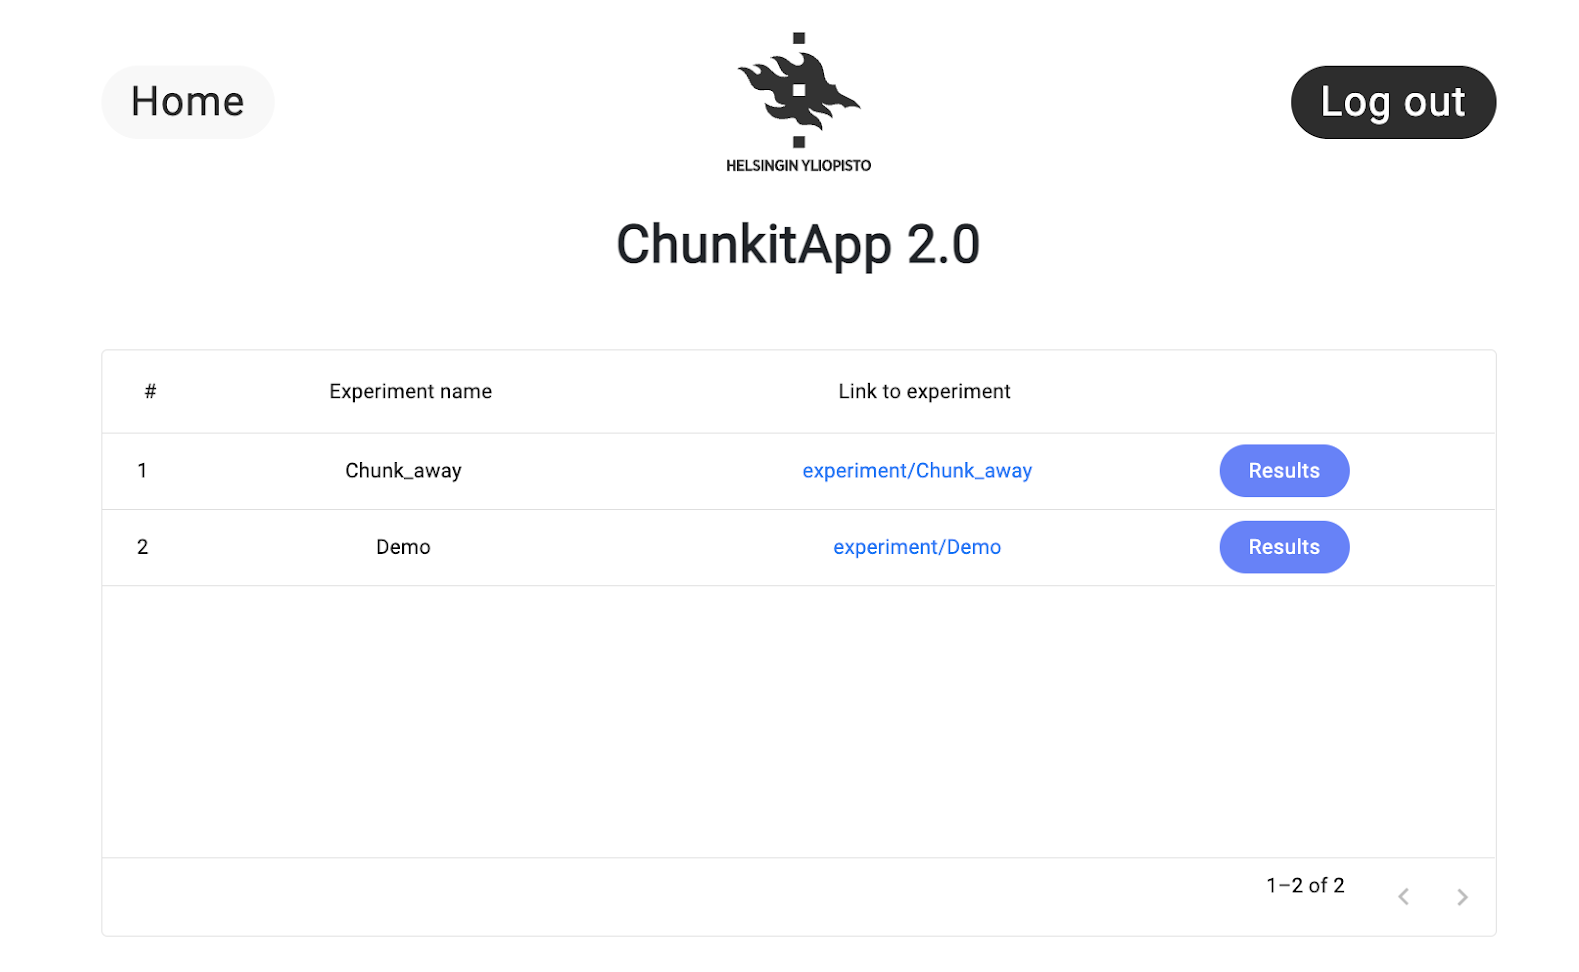 Home
HELSINGIN YLIOPISTO
Log out
ChunkitApp 2.0
# Experiment name Link to experiment
1 Chunk_away experiment/Chunk_away Results
2 Demo experiment/Demo Results
1–2 of 2